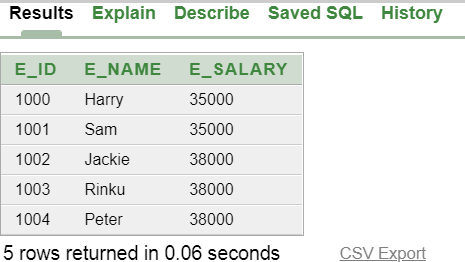 Results Explain Describe Saved SQL History
E_ID E_NAME E_SALARY
1000 Harry 35000
1001 Sam 35000
1002 Jackie 38000
1003 Rinku 38000
1004 Peter 38000
5 rows returned in 0.06 seconds CSV Export